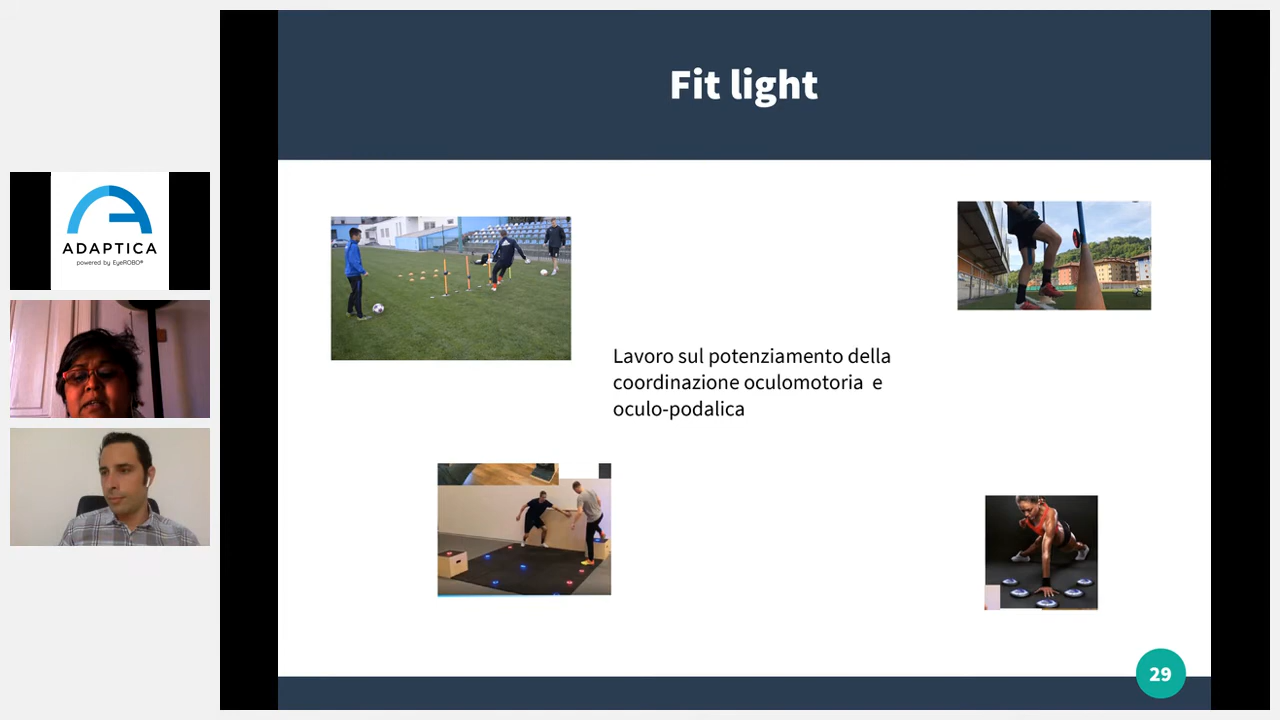 Fit light
ADAPTICA
powered by EyeROBO®
Lavoro sul potenziamento della
coordinazione oculomotoria e
oculo-podalica
29